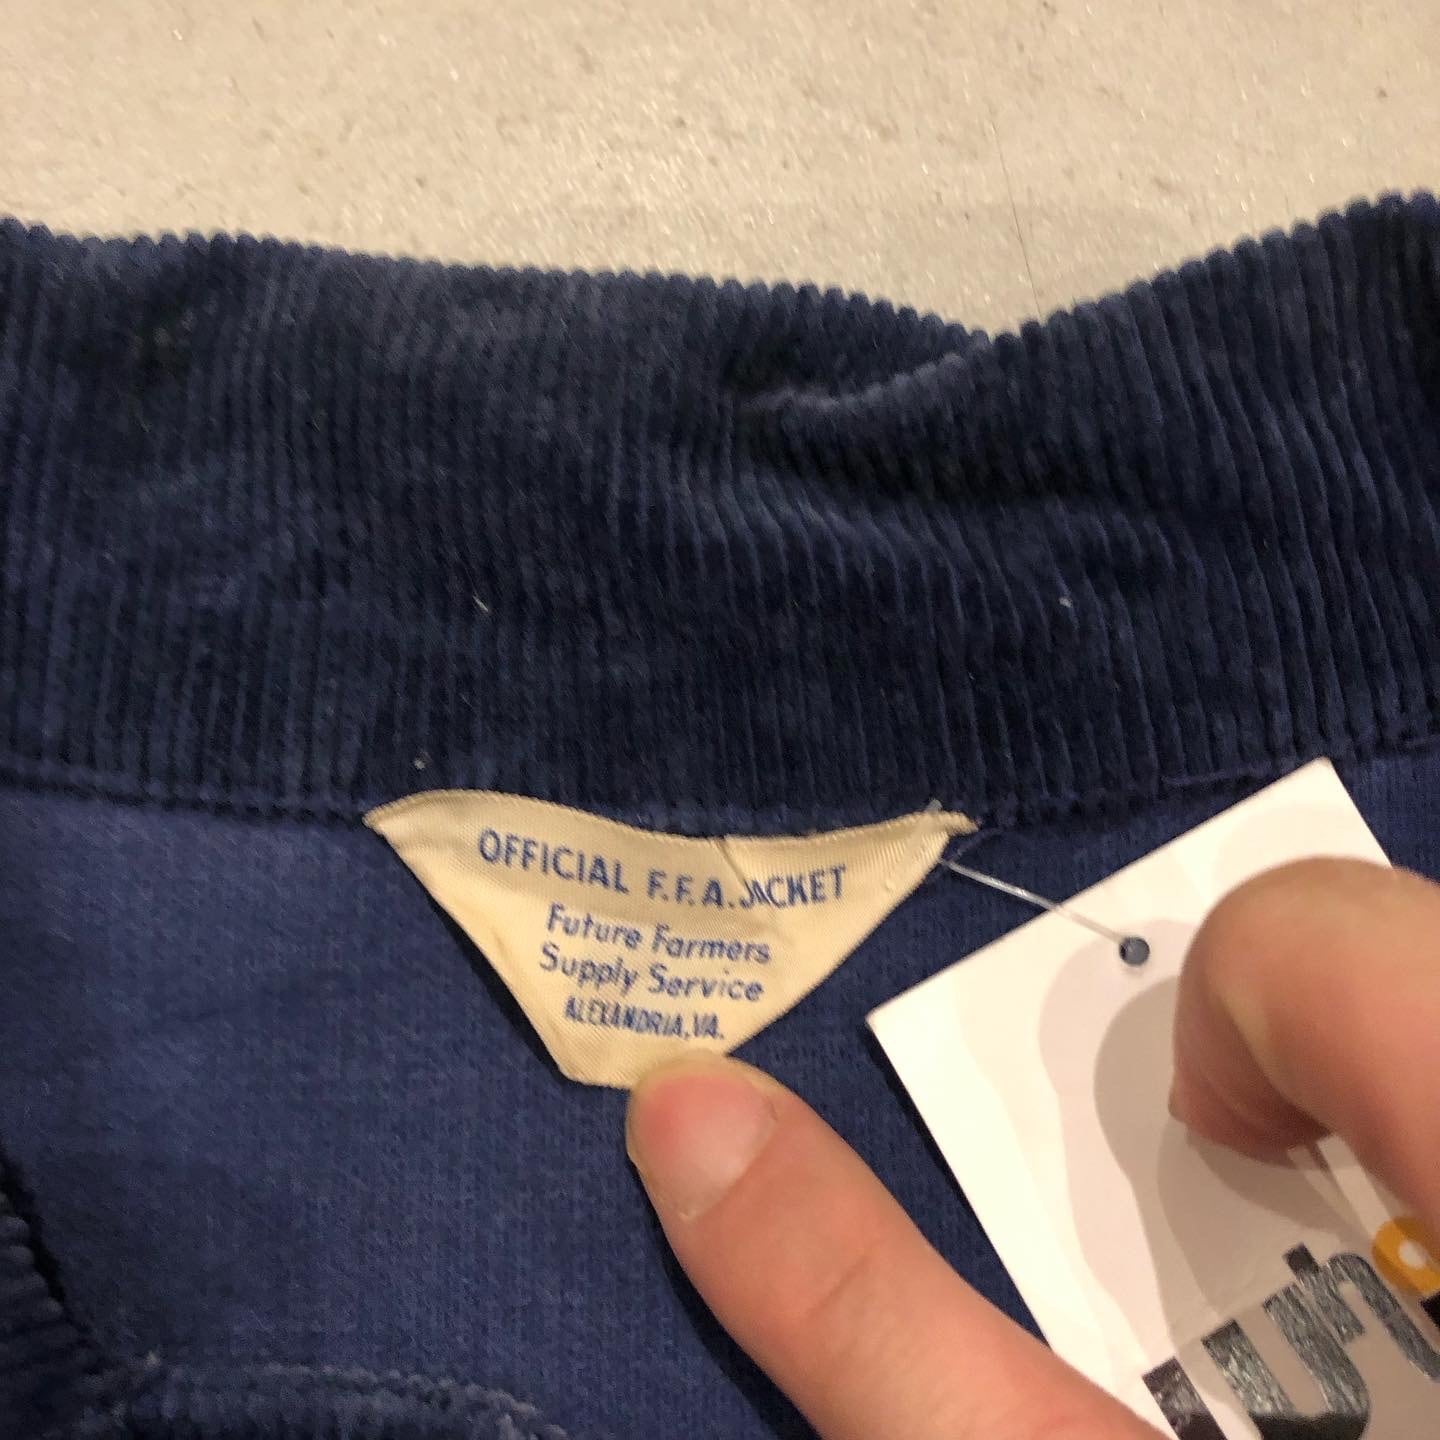 OFFICIAL F.F.A. JACKET
Future Farmers
Supply Service
ALEXANDRIA, VA.